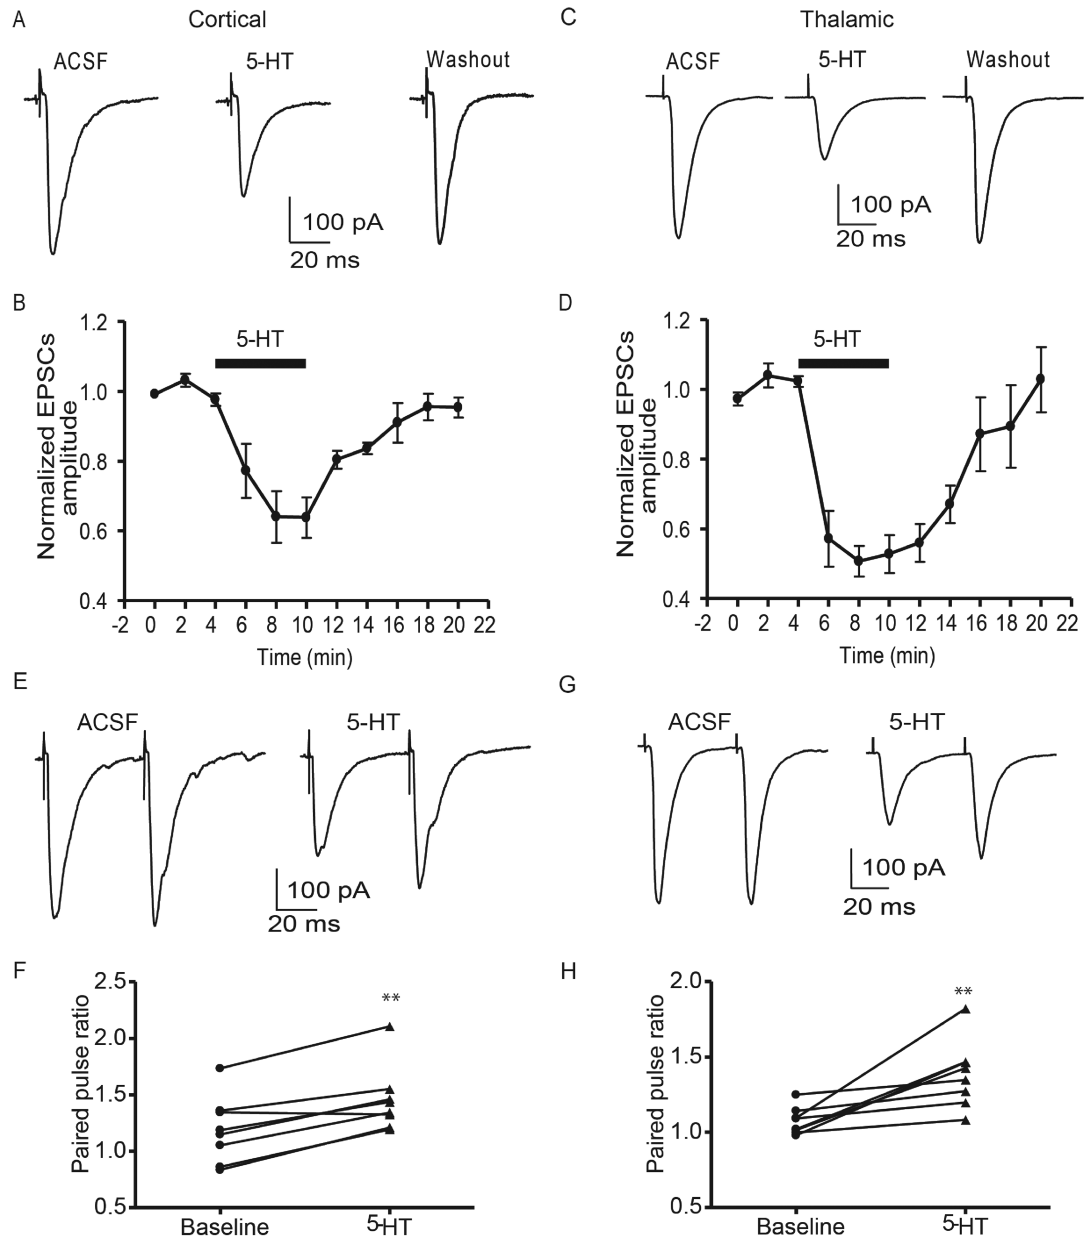 A Cortical
ACSF 5-HT Washout
100 pA
20 ms
C Thalamic
ACSF 5-HT Washout
100 pA
20 ms
B
5-HT
Normalized EPSCs
amplitude
1.2
1.0
0.8
0.6
0.4
-2 0 2 4 6 8 10 12 14 16 18 20 22
Time (min)
D
5-HT
Normalized EPSCs
amplitude
1.2
1.0
0.8
0.6
0.4
-2 0 2 4 6 8 10 12 14 16 18 20 22
Time (min)
E
ACSF 5-HT
100 pA
20 ms
G
ACSF 5-HT
100 pA
20 ms
F
Paired pulse ratio
2.5
2.0
1.5
1.0
0.5
**
Baseline 5-HT
H
Paired pulse ratio
2.0
1.5
1.0
0.5
**
Baseline 5-HT